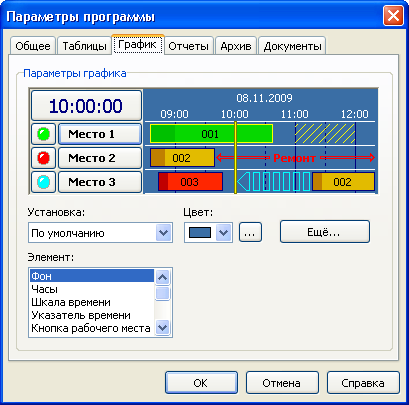 Параметры программы
Общее Таблицы График Отчеты Архив Документы
Параметры графика
10:00:00
08.11.2009
09:00 10:00 11:00 12:00
Место 1 001
Место 2 002 Ремонт
Место 3 003 002
Установка: Цвет:
По умолчанию ... Ещё...
Элемент:
Фон
Часы
Шкала времени
Указатель времени
Кнопка рабочего места
OK Отмена Справка